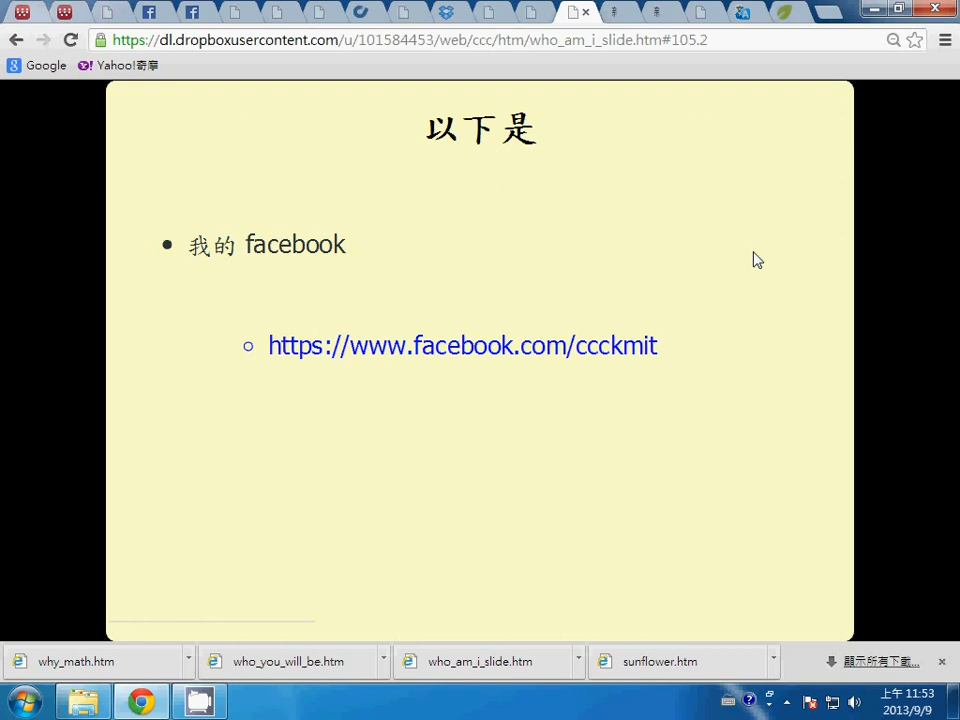 https://dl.dropboxusercontent.com/u/101584453/web/ccc/htm/who_am_i_slide.htm#105.2
Google Yahoo!奇摩
以下是
我的 facebook
https://www.facebook.com/ccckmit
why_math.htm who_you_will_be.htm who_am_i_slide.htm sunflower.htm 顯示所有下載...
上午 11:53
2013/9/9